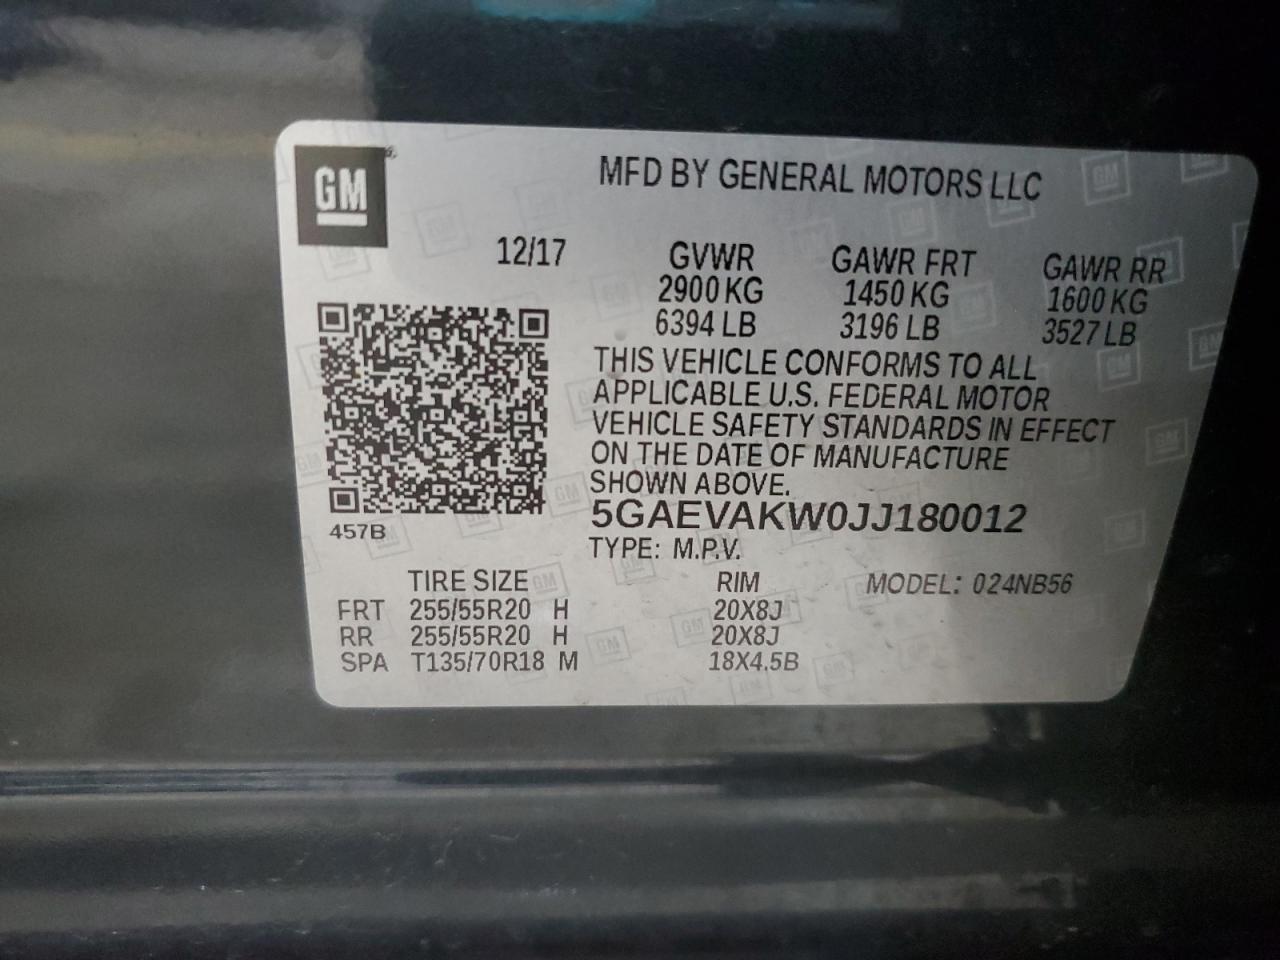 GM
MFD BY GENERAL MOTORS LLC
12/17 GVWR GAWR FRT GAWR RR
2900 KG 1450 KG 1600 KG
6394 LB 3196 LB 3527 LB
THIS VEHICLE CONFORMS TO ALL
APPLICABLE U.S. FEDERAL MOTOR
VEHICLE SAFETY STANDARDS IN EFFECT
ON THE DATE OF MANUFACTURE
SHOWN ABOVE.
5GAEVAKW0JJ180012
457B
TYPE: M.P.V.
TIRE SIZE RIM MODEL: 024NB56
FRT 255/55R20 H 20X8J
RR 255/55R20 H 20X8J
SPA T135/70R18 M 18X4.5B